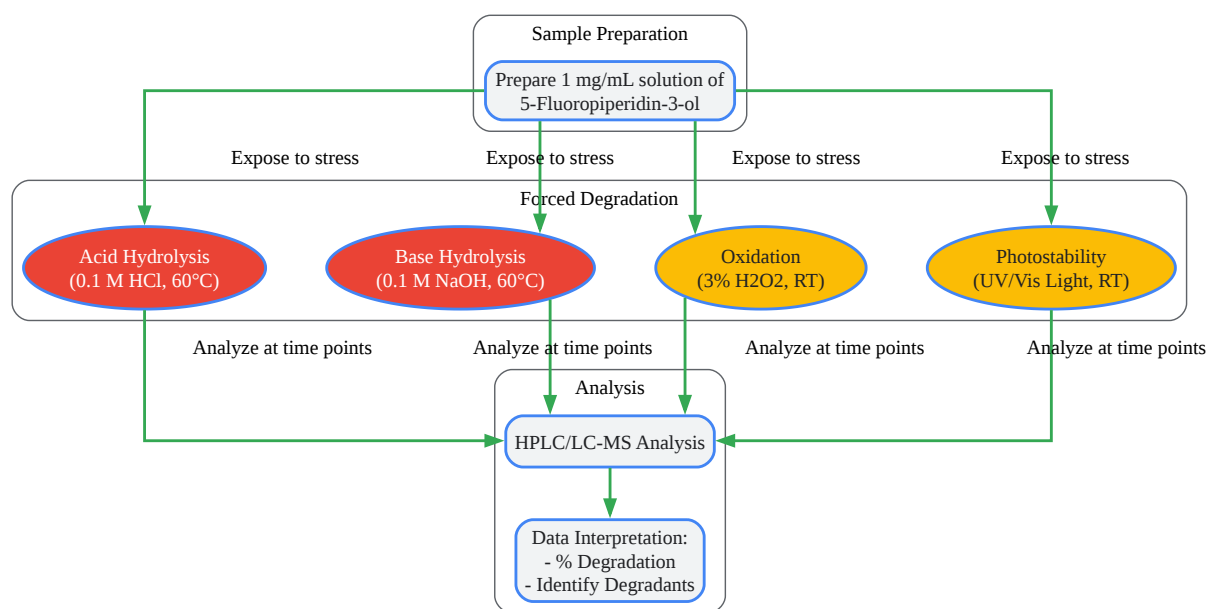 Sample Preparation
Prepare 1 mg/mL solution of
5-Fluoropiperidin-3-ol
Expose to stress
Expose to stress
Expose to stress
Expose to stress
Forced Degradation
Acid Hydrolysis
(0.1 M HCl, 60°C)
Base Hydrolysis
(0.1 M NaOH, 60°C)
Oxidation
(3% H2O2, RT)
Photostability
(UV/Vis Light, RT)
Analyze at time points
Analyze at time points
Analyze at time points
Analyze at time points
Analysis
HPLC/LC-MS Analysis
Data Interpretation:
- % Degradation
- Identify Degradants